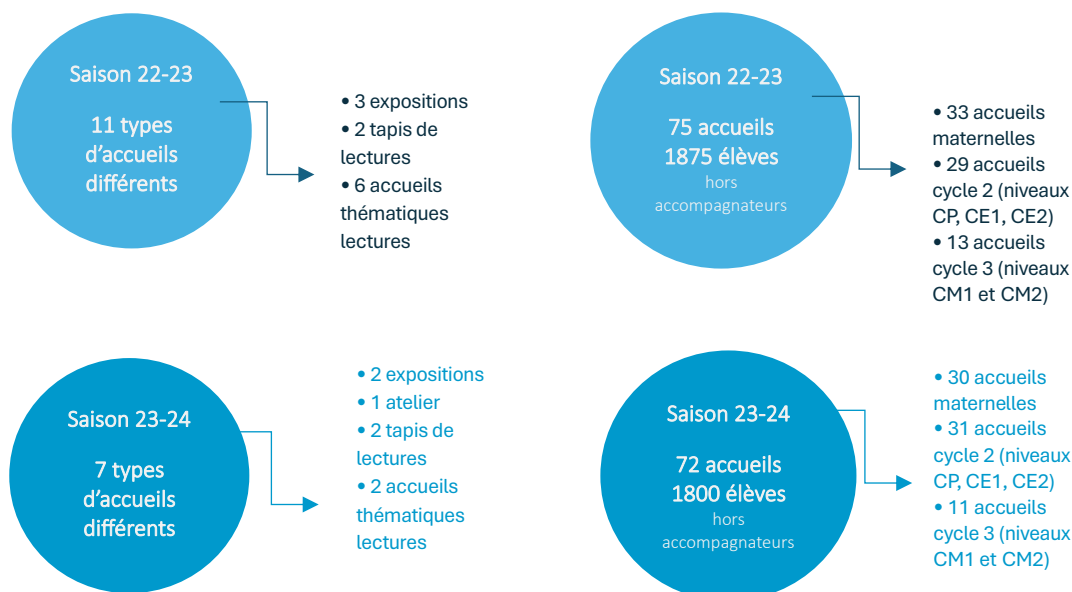 Saison 22-23
11 types
d’accueils
différents
• 3 expositions
• 2 tapis de
lectures
• 6 accueils
thématiques
lectures
Saison 22-23
75 accueils
1875 élèves
hors
accompagnateurs
• 33 accueils
maternelles
• 29 accueils
cycle 2 (niveaux
CP, CE1, CE2)
• 13 accueils
cycle 3 (niveaux
CM1 et CM2)
Saison 23-24
7 types
d’accueils
différents
• 2 expositions
• 1 atelier
• 2 tapis de
lectures
• 2 accueils
thématiques
lectures
Saison 23-24
72 accueils
1800 élèves
hors
accompagnateurs
• 30 accueils
maternelles
• 31 accueils
cycle 2 (niveaux
CP, CE1, CE2)
• 11 accueils
cycle 3 (niveaux
CM1 et CM2)